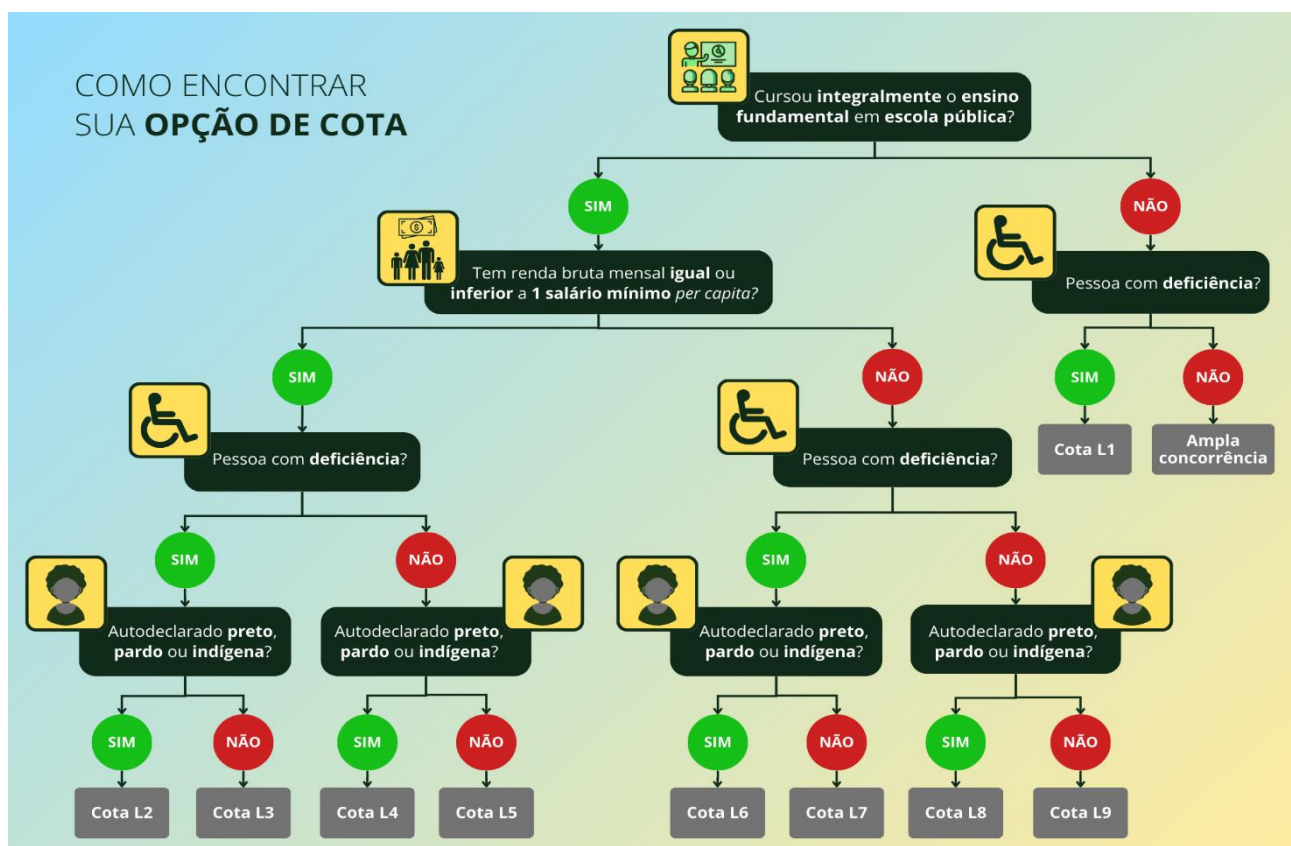 COMO ENCONTRAR
SUA OPÇÃO DE COTA
Cursou integralmente o ensino
fundamental em escola pública?
SIM
NÃO
Tem renda bruta mensal igual ou
inferior a 1 salário mínimo per capita?
Pessoa com deficiência?
SIM
NÃO
SIM
NÃO
Cota L1
Ampla
concorrência
Pessoa com deficiência?
Pessoa com deficiência?
SIM
NÃO
SIM
NÃO
Autodeclarado preto,
pardo ou indígena?
Autodeclarado preto,
pardo ou indígena?
Autodeclarado preto,
pardo ou indígena?
Autodeclarado preto,
pardo ou indígena?
SIM
NÃO
SIM
NÃO
SIM
NÃO
SIM
NÃO
Cota L2
Cota L3
Cota L4
Cota L5
Cota L6
Cota L7
Cota L8
Cota L9